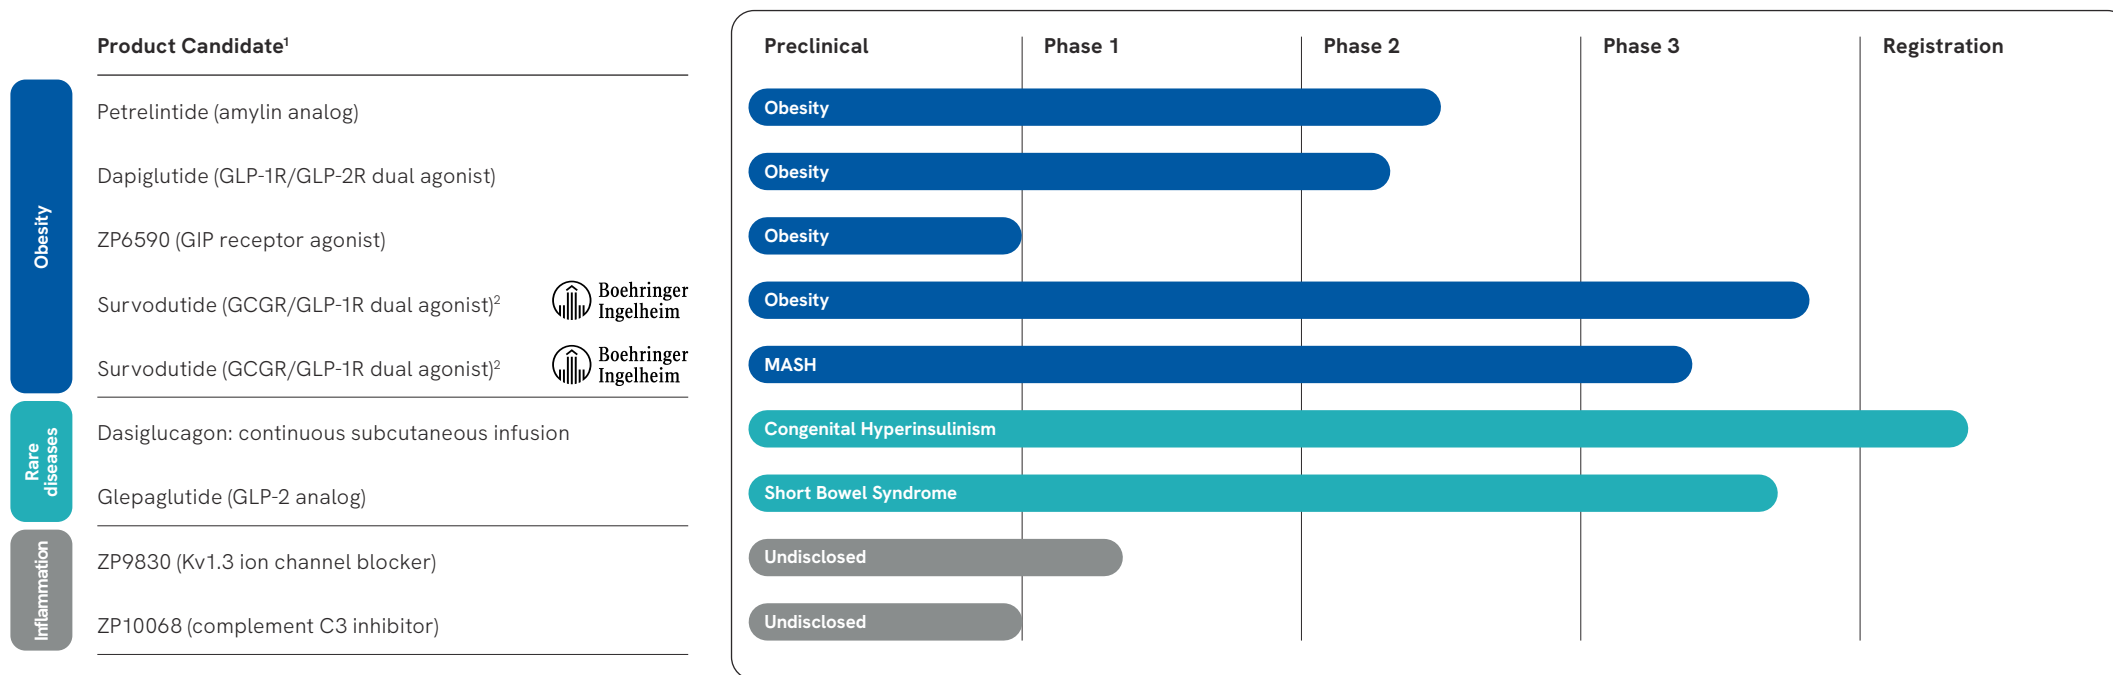 Product Candidate¹
Preclinical
Phase 1
Phase 2
Phase 3
Registration
Obesity
Petrelintide (amylin analog)
Obesity
Dapiglutide (GLP-1R/GLP-2R dual agonist)
Obesity
ZP6590 (GIP receptor agonist)
Obesity
Survodutide (GCGR/GLP-1R dual agonist)²
Boehringer
Ingelheim
Obesity
Survodutide (GCGR/GLP-1R dual agonist)²
Boehringer
Ingelheim
MASH
Rare
diseases
Dasiglucagon: continuous subcutaneous infusion
Congenital Hyperinsulinism
Glepaglutide (GLP-2 analog)
Short Bowel Syndrome
Inflammation
ZP9830 (Kv1.3 ion channel blocker)
Undisclosed
ZP10068 (complement C3 inhibitor)
Undisclosed